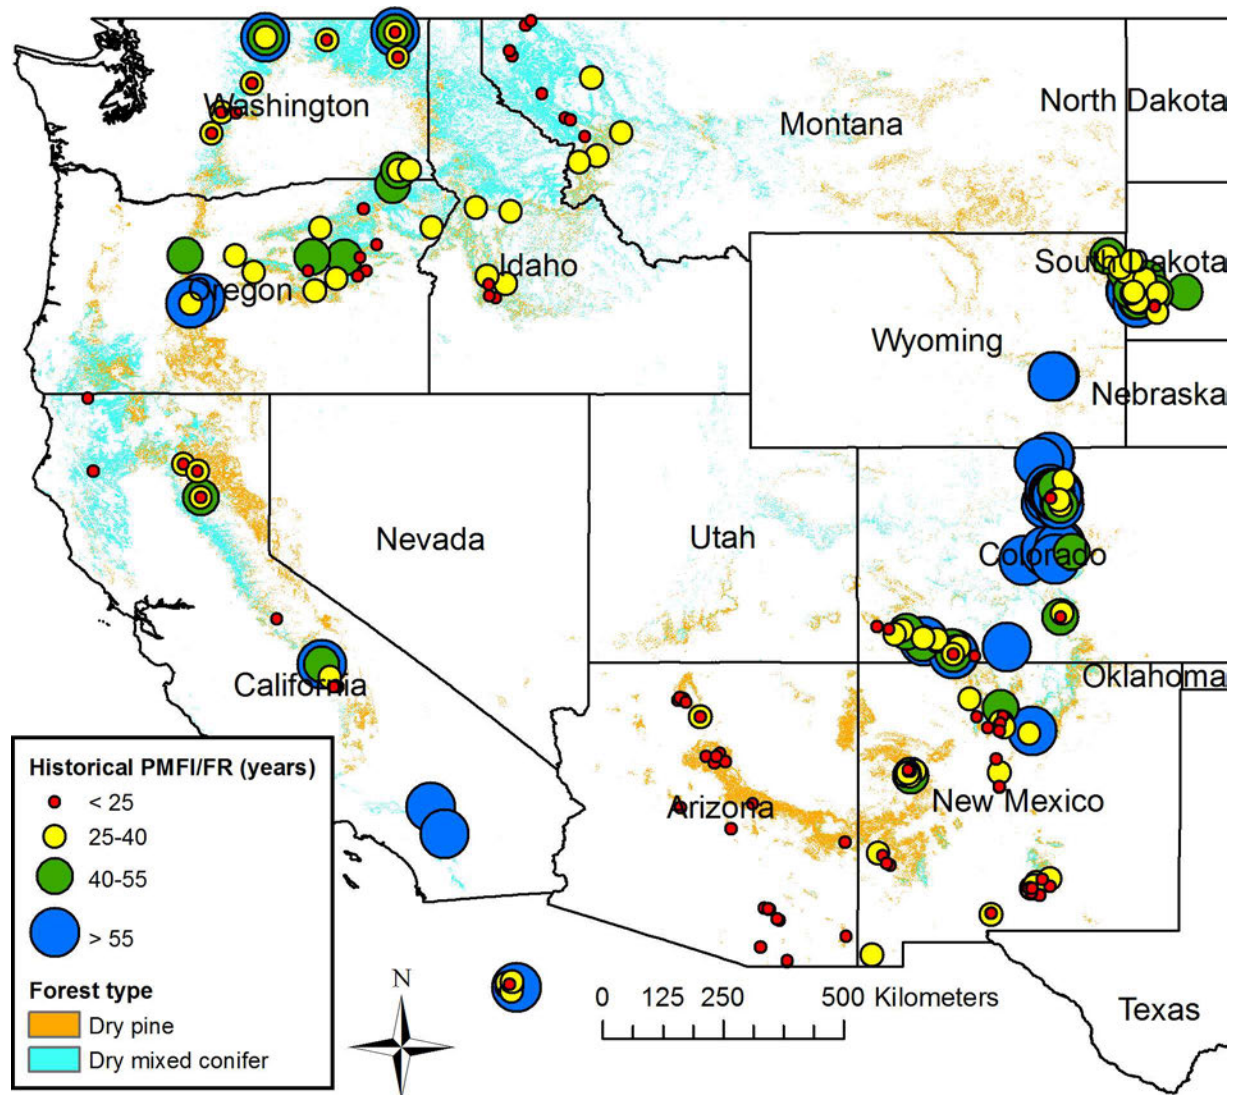 Washington
Montana
North Dakota
Oregon
Idaho
South Dakota
Wyoming
Nebraska
Nevada
Utah
Colorado
California
Oklahoma
Arizona
New Mexico
Texas
Historical PMFI/FR (years)
< 25
25-40
40-55
> 55
Forest type
Dry pine
Dry mixed conifer
N
0 125 250 500 Kilometers